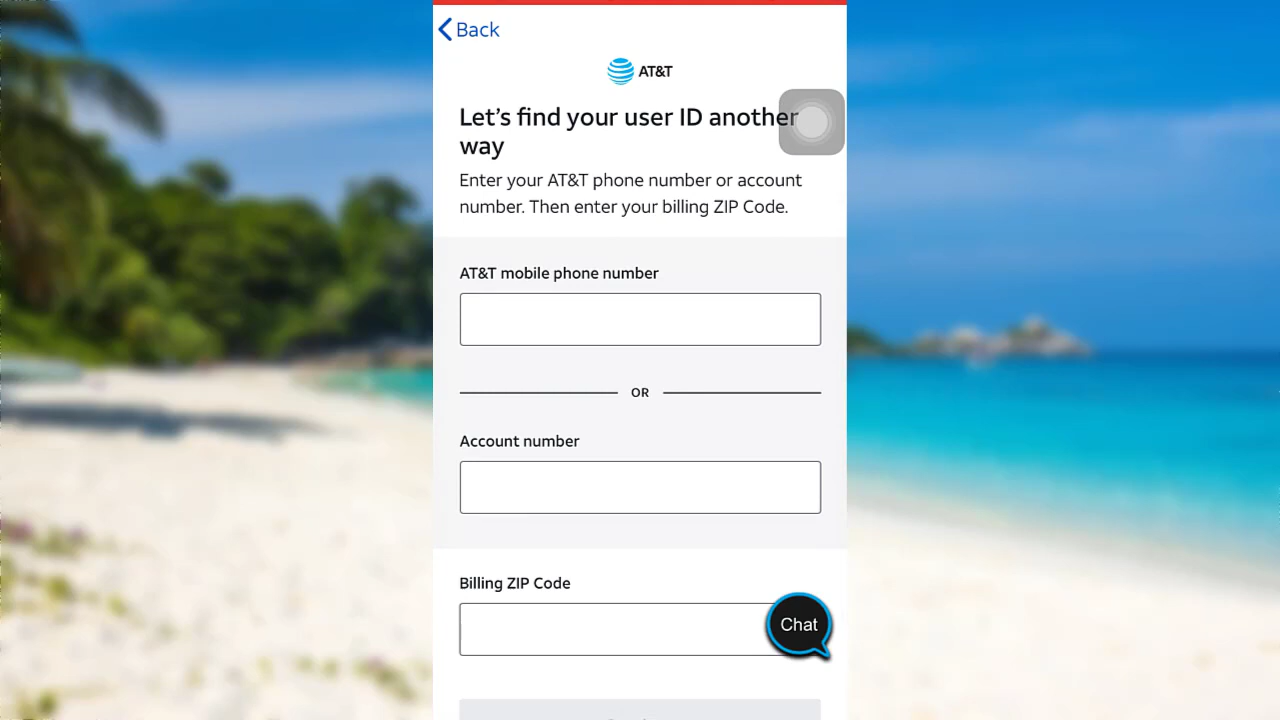 Back
AT&T
Let's find your user ID another
way
Enter your AT&T phone number or account
number. Then enter your billing ZIP Code.
AT&T mobile phone number
OR
Account number
Billing ZIP Code
Chat